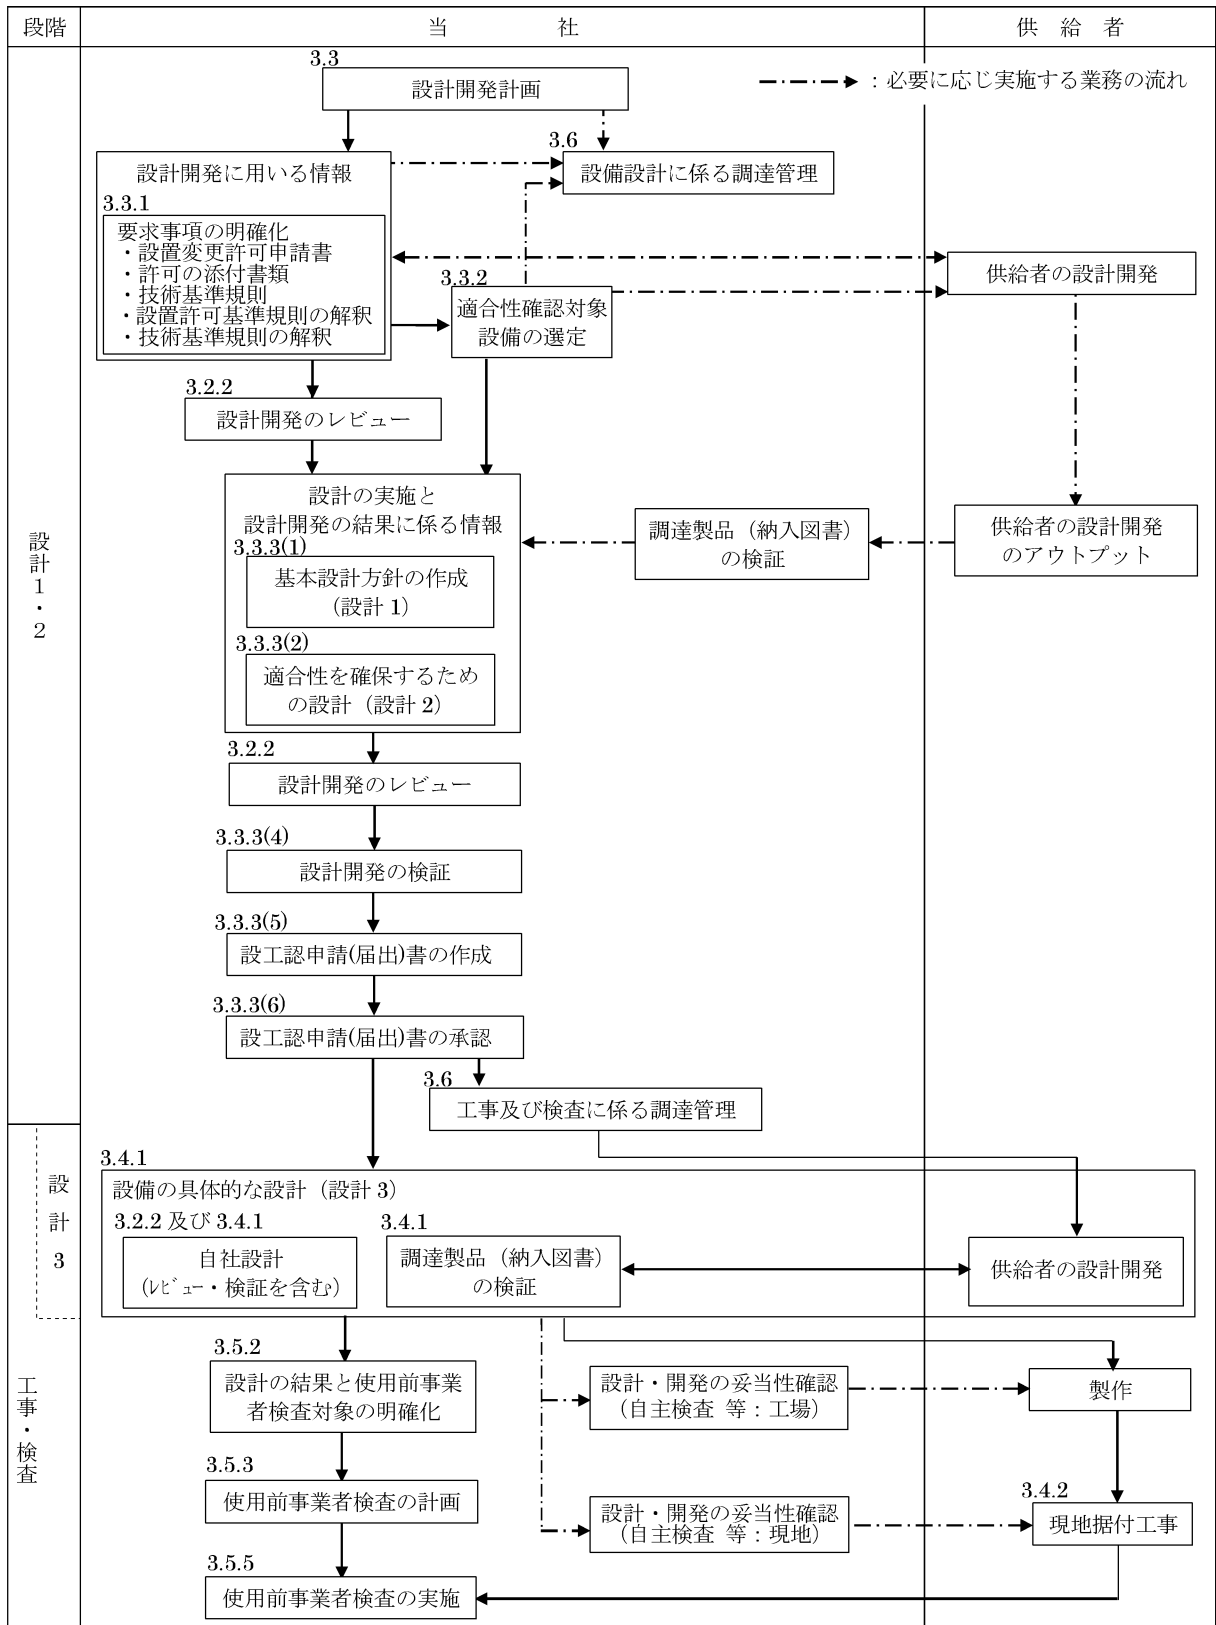 段階
当　　　　　社
供　給　者
3.3
設計開発計画
：必要に応じ実施する業務の流れ
3.6
設備設計に係る調達管理
設計開発に用いる情報
3.3.1
要求事項の明確化
・設置変更許可申請書
・許可の添付書類
・技術基準規則
・設置許可基準規則の解釈
・技術基準規則の解釈
3.3.2
適合性確認対象
設備の選定
供給者の設計開発
3.2.2
設計開発のレビュー
設計の実施と
設計開発の結果に係る情報
3.3.3(1)
基本設計方針の作成
（設計 1）
3.3.3(2)
適合性を確保するため
の設計（設計 2）
調達製品（納入図書）
の検証
供給者の設計開発
のアウトプット
設計１・２
3.2.2
設計開発のレビュー
3.3.3(4)
設計開発の検証
3.3.3(5)
設工認申請(届出)書の作成
3.3.3(6)
設工認申請(届出)書の承認
3.6
工事及び検査に係る調達管理
設計３
3.4.1
設備の具体的な設計（設計 3）
3.2.2 及び 3.4.1
自社設計
（ﾚﾋﾞｭｰ・検証を含む）
3.4.1
調達製品（納入図書）
の検証
供給者の設計開発
工事・検査
3.5.2
設計の結果と使用前事業
者検査対象の明確化
設計・開発の妥当性確認
（自主検査 等：工場）
製作
3.5.3
使用前事業者検査の計画
設計・開発の妥当性確認
（自主検査 等：現地）
3.4.2
現地据付工事
3.5.5
使用前事業者検査の実施